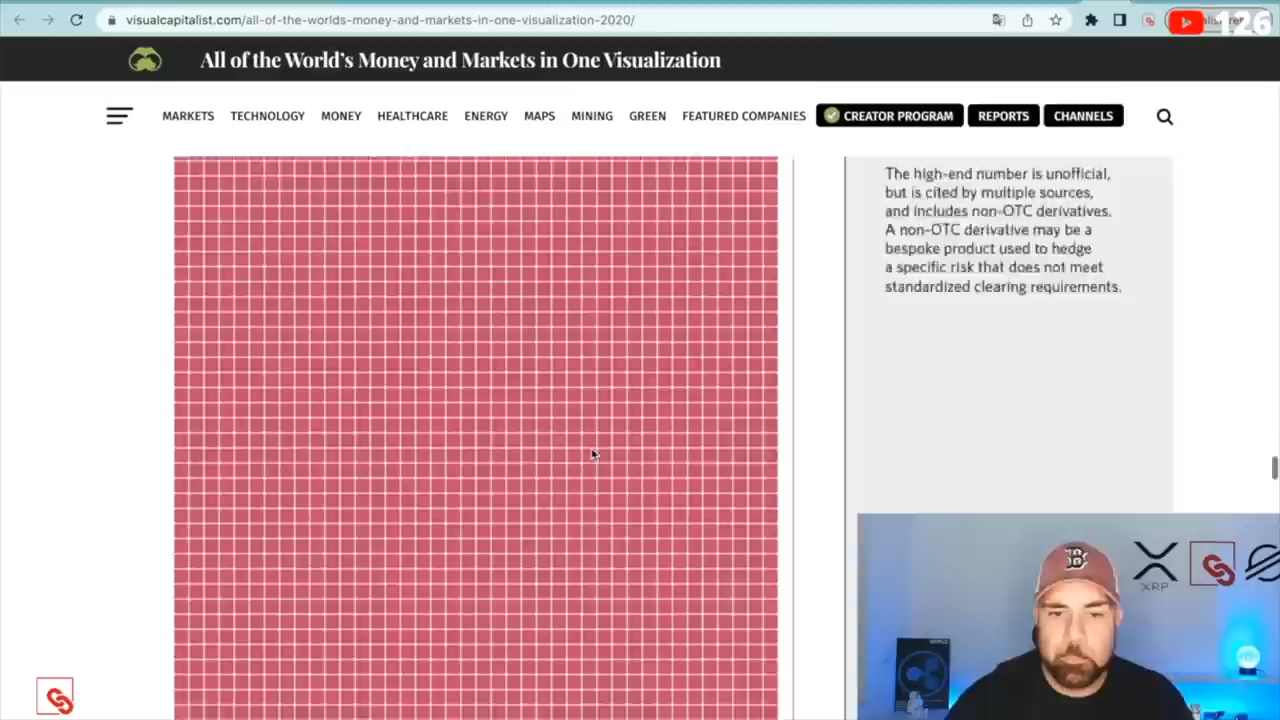 visualcapitalist.com/all-of-the-worlds-money-and-markets-in-one-visualization-2020/
126
All of the World's Money and Markets in One Visualization
MARKETS TECHNOLOGY MONEY HEALTHCARE ENERGY MAPS MINING GREEN FEATURED COMPANIES CREATOR PROGRAM REPORTS CHANNELS
The high-end number is unofficial,
but is cited by multiple sources,
and includes non-OTC derivatives.
A non-OTC derivative may be a
bespoke product used to hedge
a specific risk that does not meet
standardized clearing requirements.
B
XRP